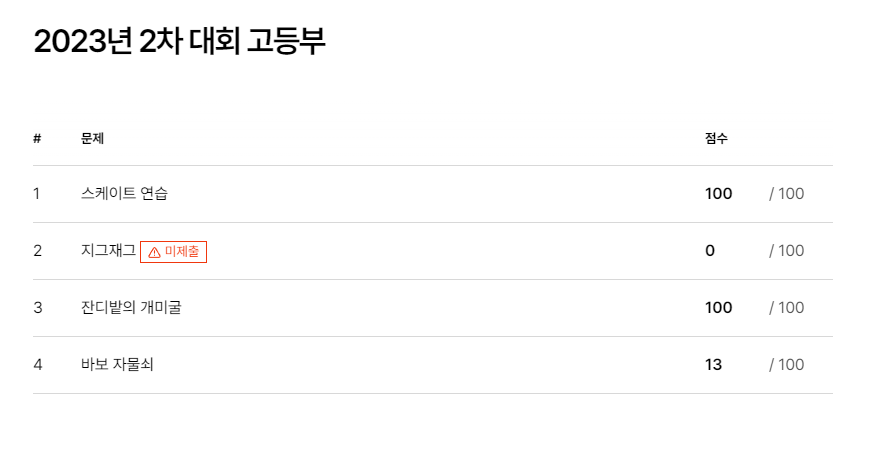 2023년 2차 대회 고등부
# 문제 점수
1 스케이트 연습 100 / 100
2 지그재그 미제출 0 / 100
3 잔디밭의 개미굴 100 / 100
4 바보 자물쇠 13 / 100